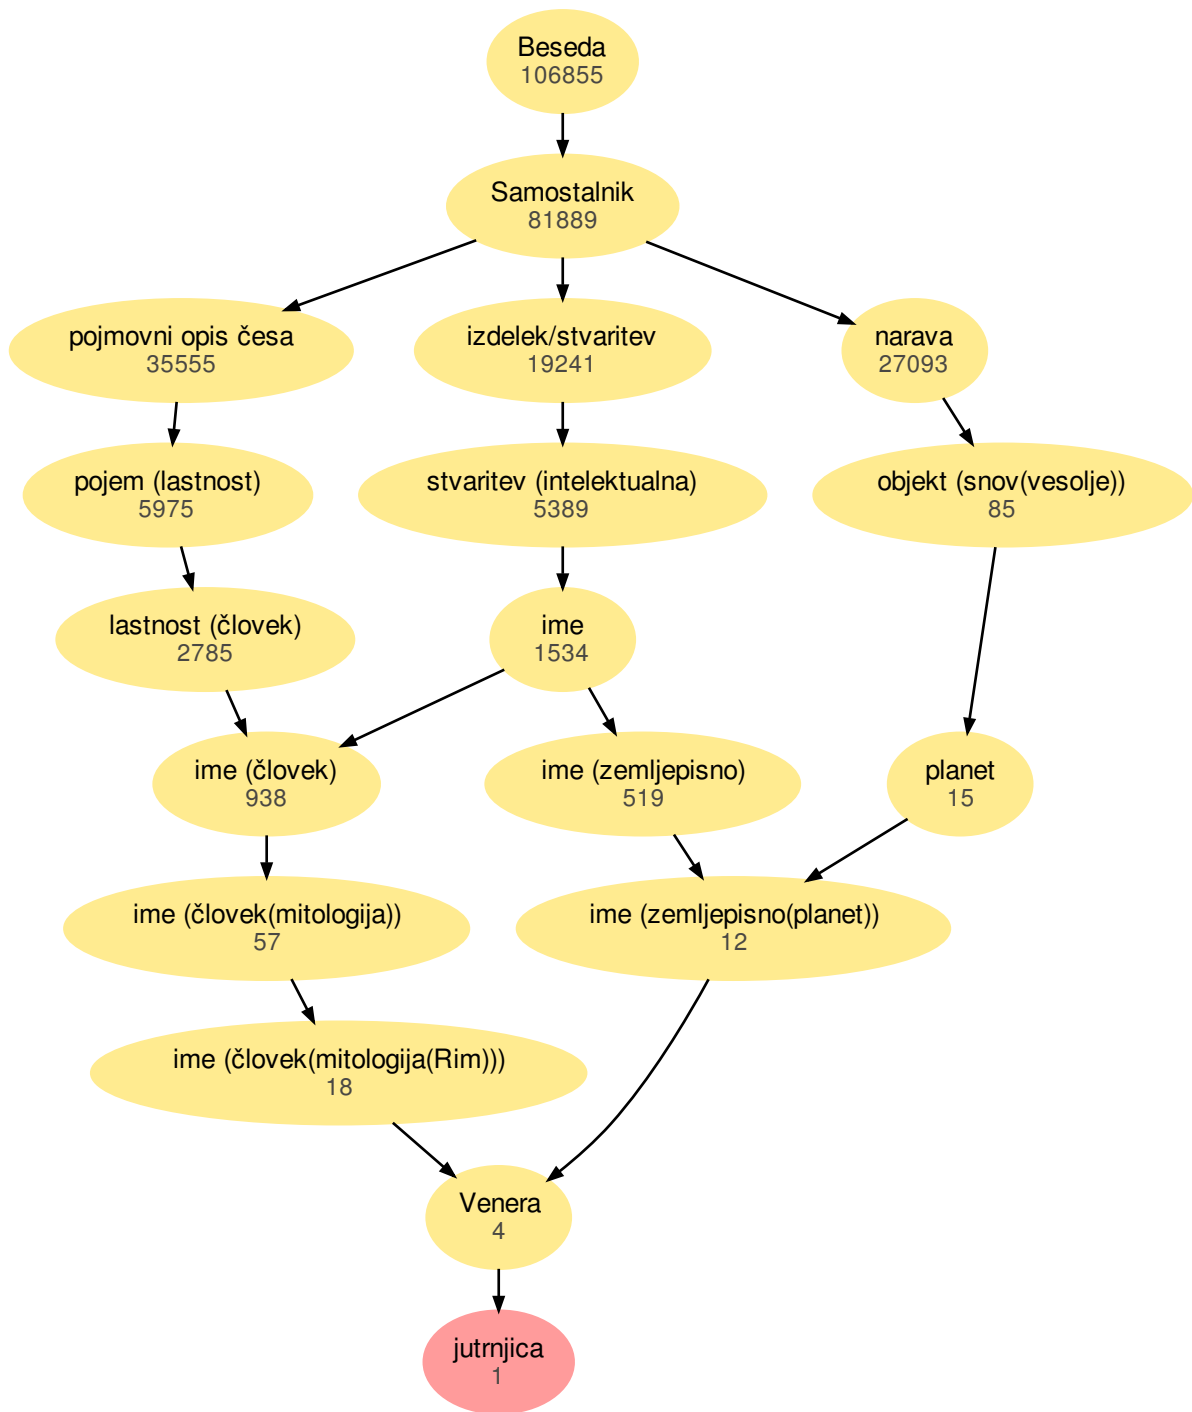 Beseda
106855
Samostalnik
81889
pojmovni opis česa
35555
izdelek/stvaritev
19241
narava
27093
pojem (lastnost)
5975
stvaritev (intelektualna)
5389
objekt (snov(vesolje))
85
lastnost (človek)
2785
ime
1534
ime (človek)
938
ime (zemljepisno)
519
planet
15
ime (človek(mitologija))
57
ime (zemljepisno(planet))
12
ime (človek(mitologija(Rim)))
18
Venera
4
jutrnjica
1